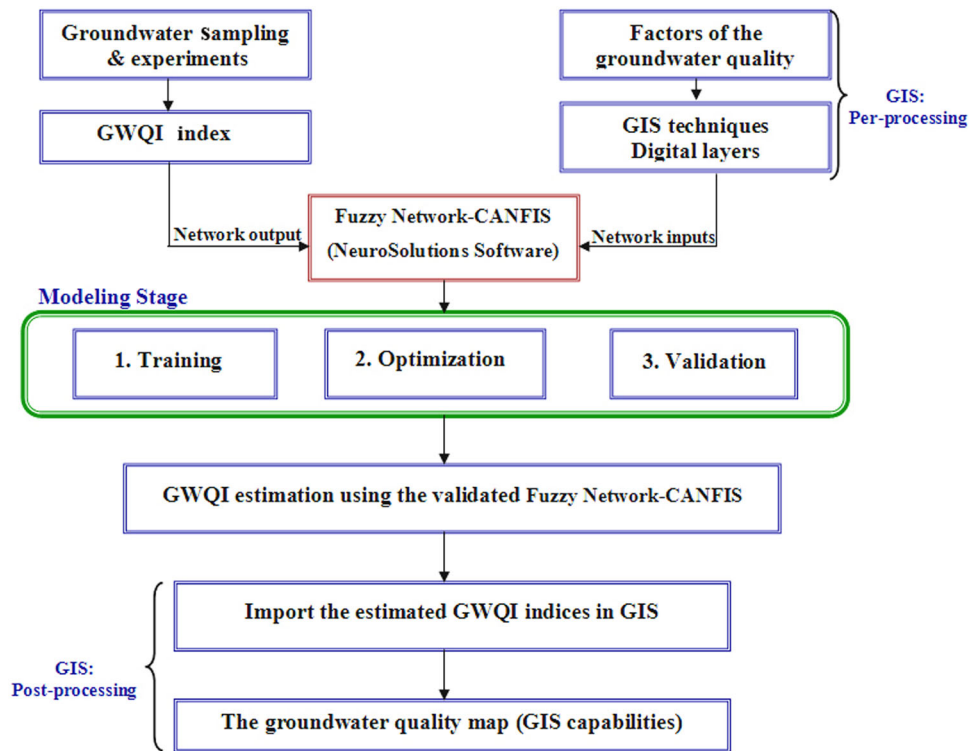 Groundwater Sampling
& experiments
Factors of the
groundwater quality
GIS:
Per-processing
GWQI index
GIS techniques
Digital layers
Fuzzy Network-CANFIS
(NeuroSolutions Software)
Network output
Network inputs
Modeling Stage
1. Training
2. Optimization
3. Validation
GWQI estimation using the validated Fuzzy Network-CANFIS
Import the estimated GWQI indices in GIS
GIS:
Post-processing
The groundwater quality map (GIS capabilities)